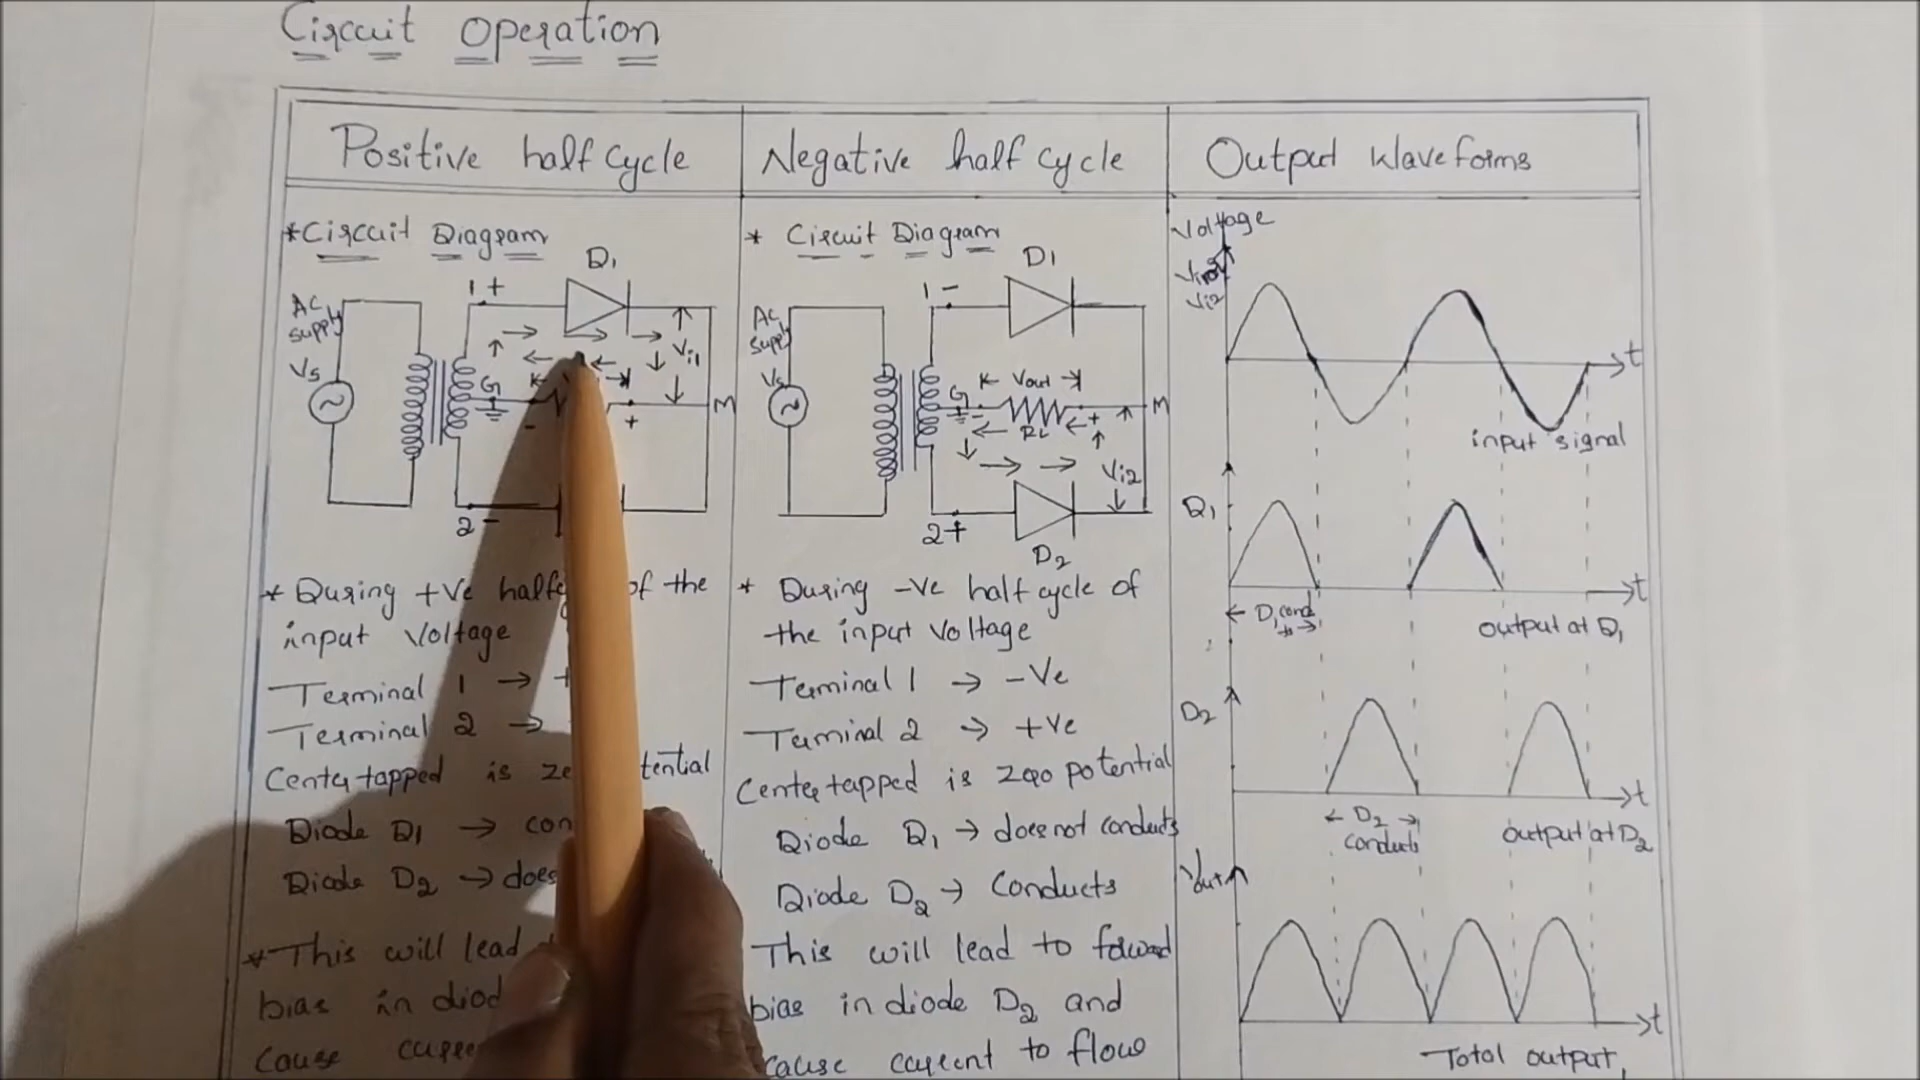 Circuit Operation
Positive half cycle
Negative half cycle
Output Waveforms
*Circuit Diagram
D1
1 +
AC
supply
Vs
G
Vi1
M
-
+
2 -
* During +Ve half of the
input Voltage
Terminal 1 →
Terminal 2 →
Center tapped is
Diode D1 →
Diode D2 →
*This will lead
bias in
cause
* Circuit Diagram
D1
1 -
AC
supply
Vs
G
Vout
-
+
M
RL
Vi2
2+
D2
* During -Ve half cycle of
the input Voltage
Terminal 1 → -Ve
Terminal 2 → +Ve
Center tapped is zero potential
Diode D1 → does not conducts
Diode D2 → Conducts
This will lead to forward
bias in diode D2 and
cause current to flow
Voltage
Vi2
t
input signal
D1
t
← D1 cond →
output at D1
D2
t
← D2 →
conducts
output at D2
Vout
t
Total output